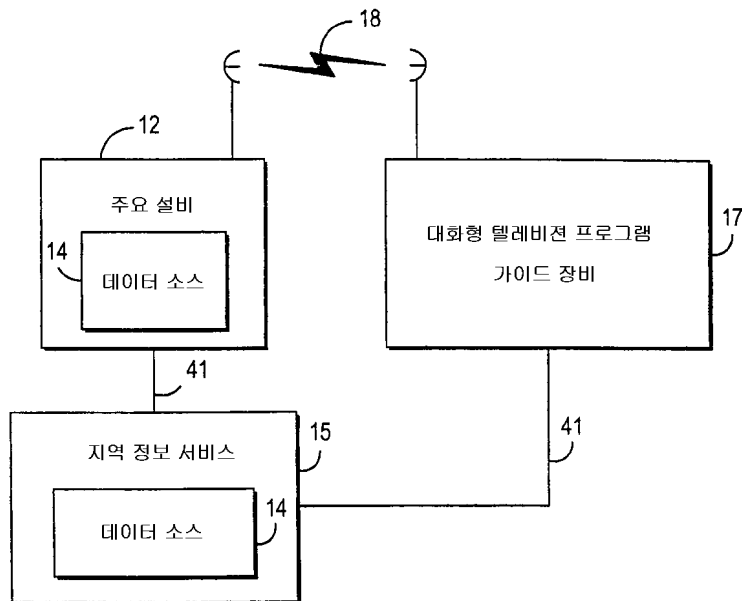 18
12
주요 설비
14
데이터 소스
대화형 텔레비젼 프로그램
가이드 장비
17
41
지역 정보 서비스
15
41
데이터 소스
14